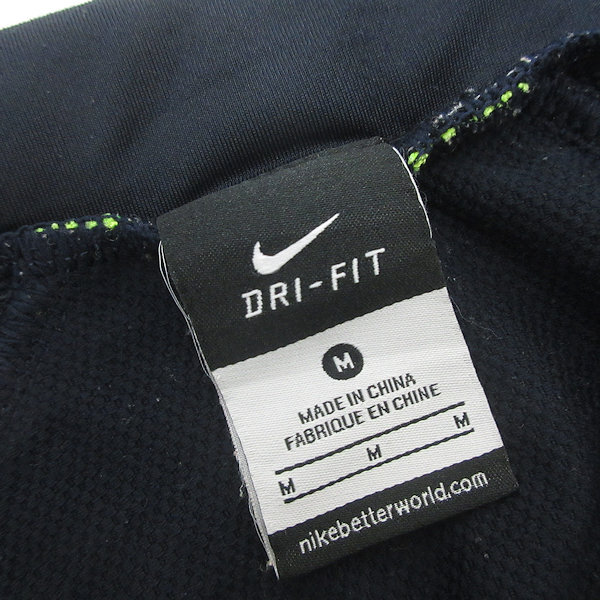 DRI-FIT
M
MADE IN CHINA
FABRIQUE EN CHINE
M M M
nikebetterworld.com